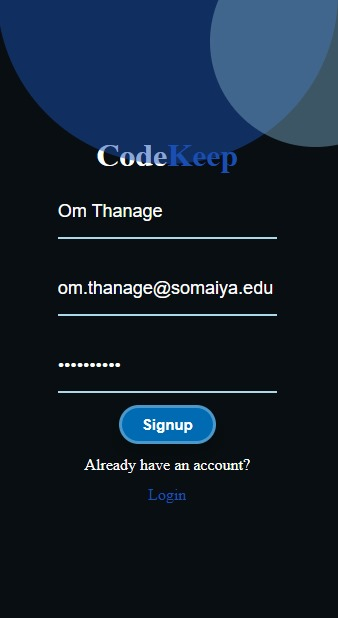 CodeKeep
Om Thanage
om.thanage@somaiya.edu
••••••••••
Signup
Already have an account?
Login